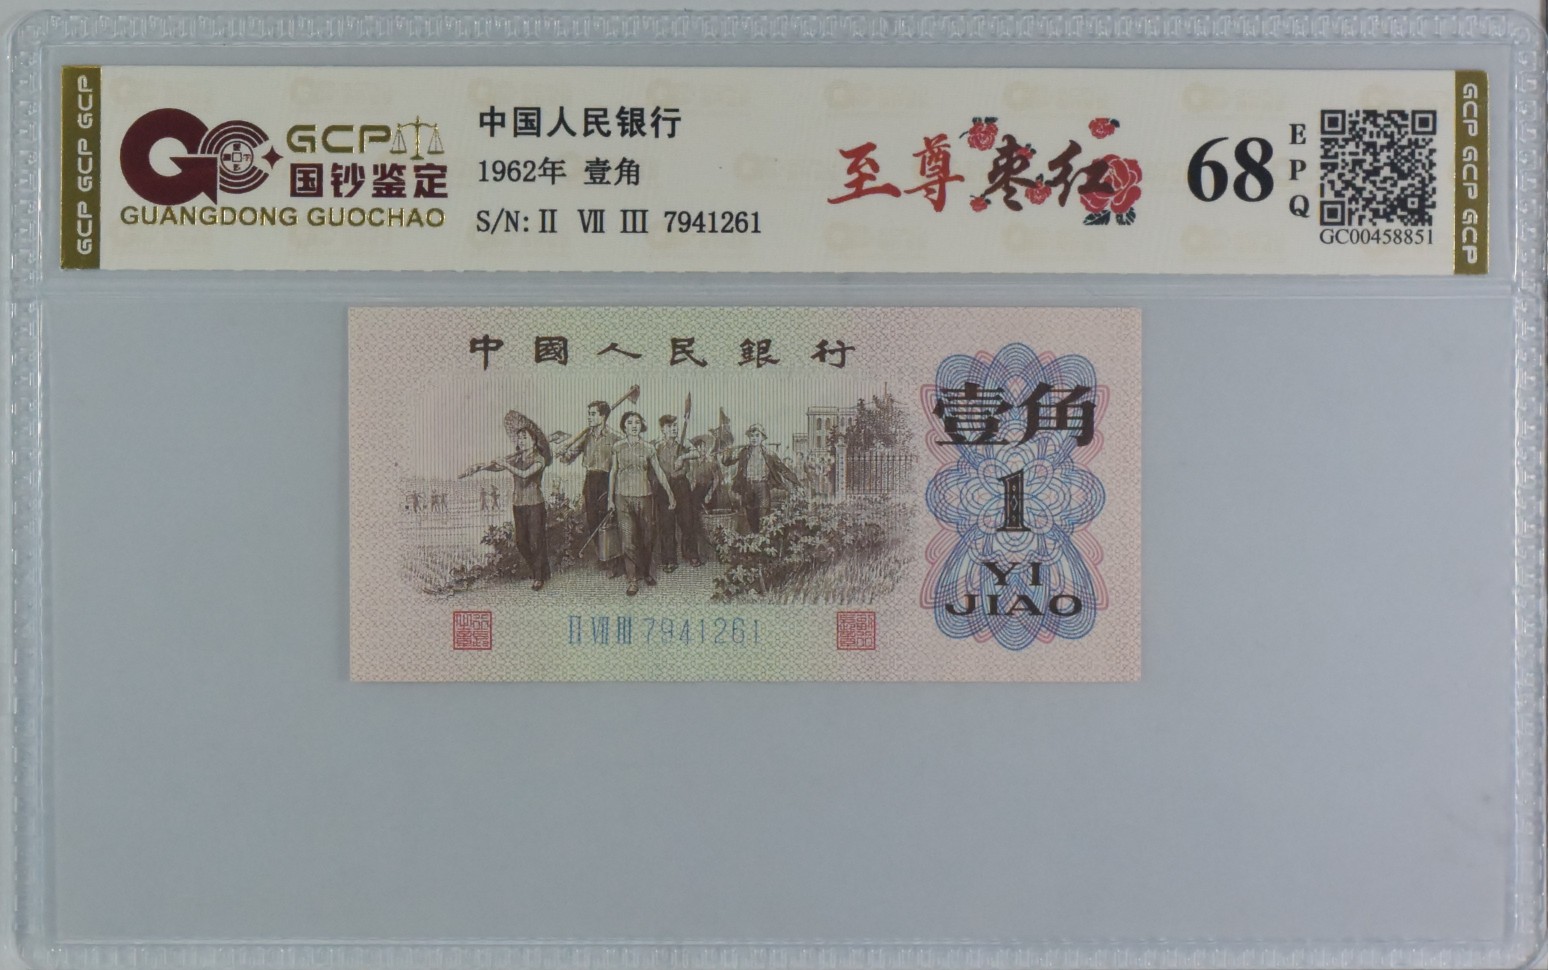 GCP GCP GCP
GCP
国钞鉴定
GUANGDONG GUOCHAO
中国人民银行
1962年 壹角
S/N: II VII III 7941261
至尊枣红
68
EPQ
GC00458851
GCP GCP GCP
中國人民銀行
壹角
1
YI
JIAO
II VII III 7941261